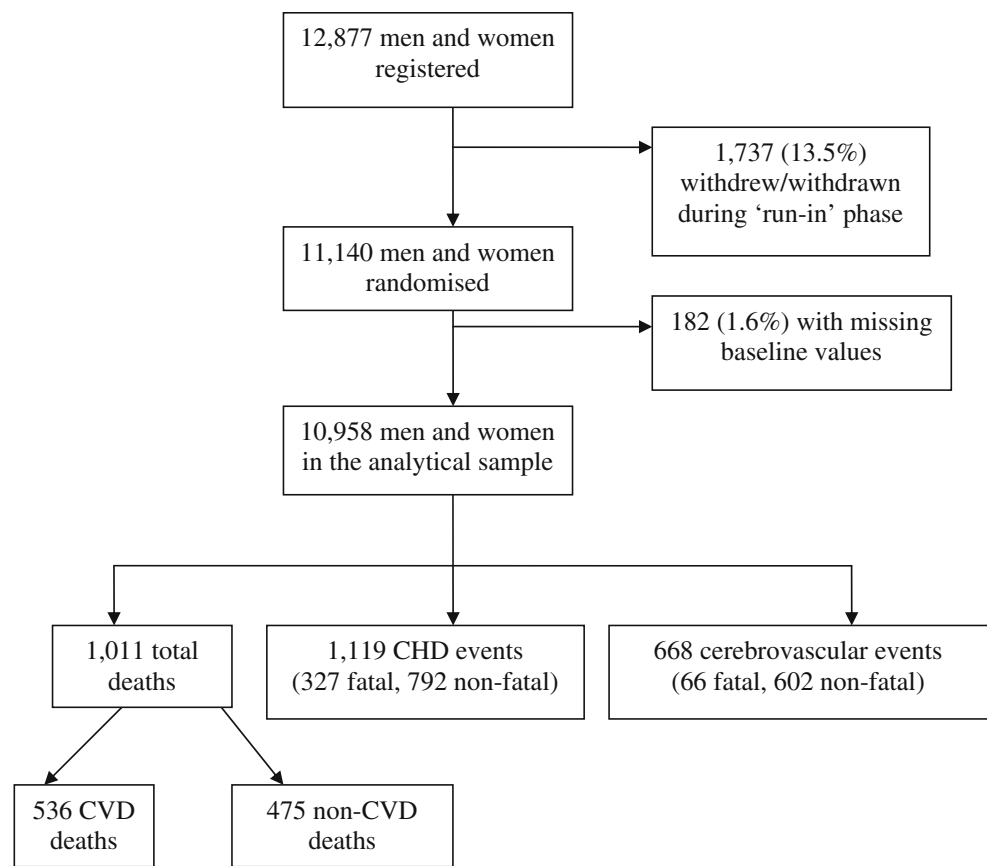 12,877 men and women
registered
1,737 (13.5%)
withdrew/withdrawn
during ‘run-in’ phase
11,140 men and women
randomised
182 (1.6%) with missing
baseline values
10,958 men and women
in the analytical sample
1,011 total
deaths
1,119 CHD events
(327 fatal, 792 non-fatal)
668 cerebrovascular events
(66 fatal, 602 non-fatal)
536 CVD
deaths
475 non-CVD
deaths